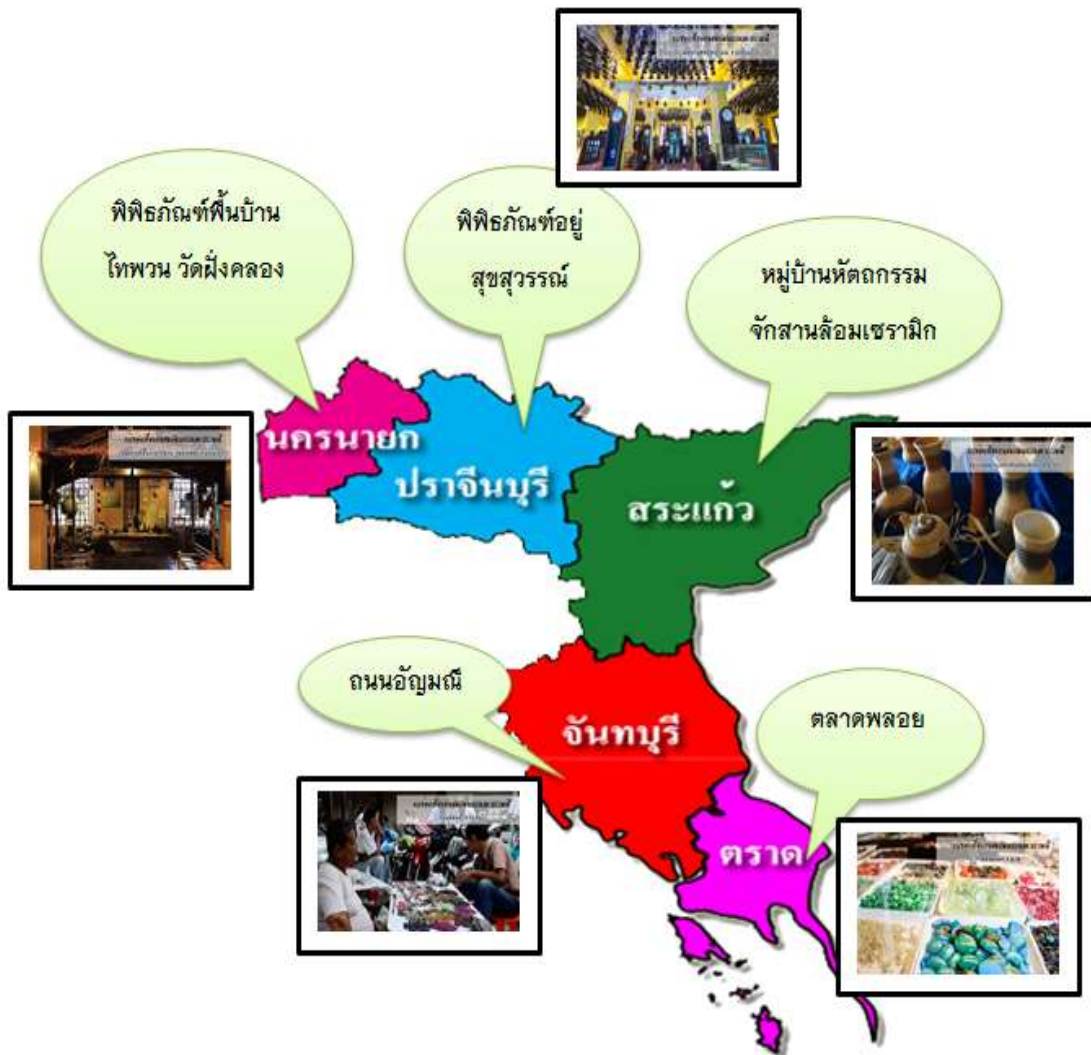 พิพิธภัณฑ์พื้นบ้าน
ไทพวน วัดฝั่งคลอง
พิพิธภัณฑ์อยู่
สุขสุวรรณ์
หมู่บ้านหัตถกรรม
จักสานล้อมเซรามิก
นครนายก
ปราจีนบุรี
สระแก้ว
ถนนอัญมณี
จันทบุรี
ตลาดพลอย
ตราด